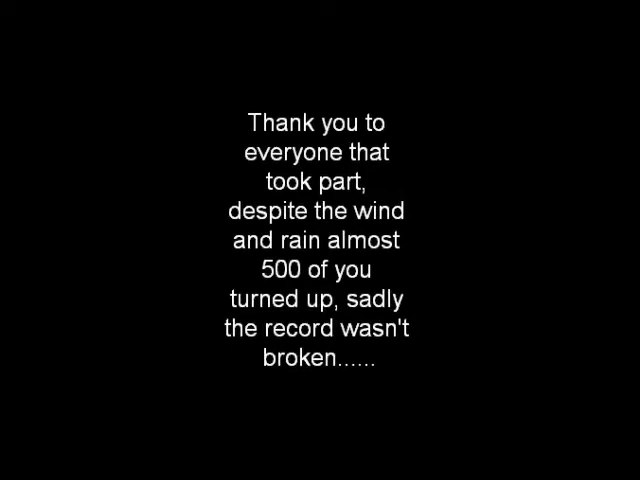 Thank you to
everyone that
took part,
despite the wind
and rain almost
500 of you
turned up, sadly
the record wasn't
broken......